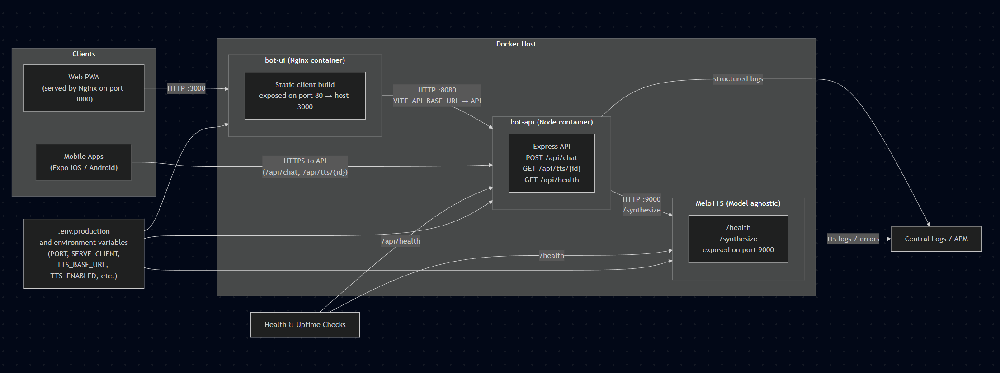 Docker Host
Clients
bot-ui (Nginx container)
Web PWA
(served by Nginx on port
3000)
HTTP :3000
Static client build
exposed on port 80 → host
3000
HTTP :8080
VITE_API_BASE_URL → API
structured logs
bot-api (Node container)
Express API
POST /api/chat
GET /api/tts/{id}
GET /api/health
Mobile Apps
(Expo iOS / Android)
HTTPS to API
(/api/chat, /api/tts/{id})
HTTP :9000
/synthesize
MeloTTS (Model agnostic)
/health
/synthesize
exposed on port 9000
tts logs / errors
Central Logs / APM
.env.production
and environment variables
(PORT, SERVE_CLIENT,
TTS_BASE_URL,
TTS_ENABLED, etc.)
/api/health
/health
Health & Uptime Checks